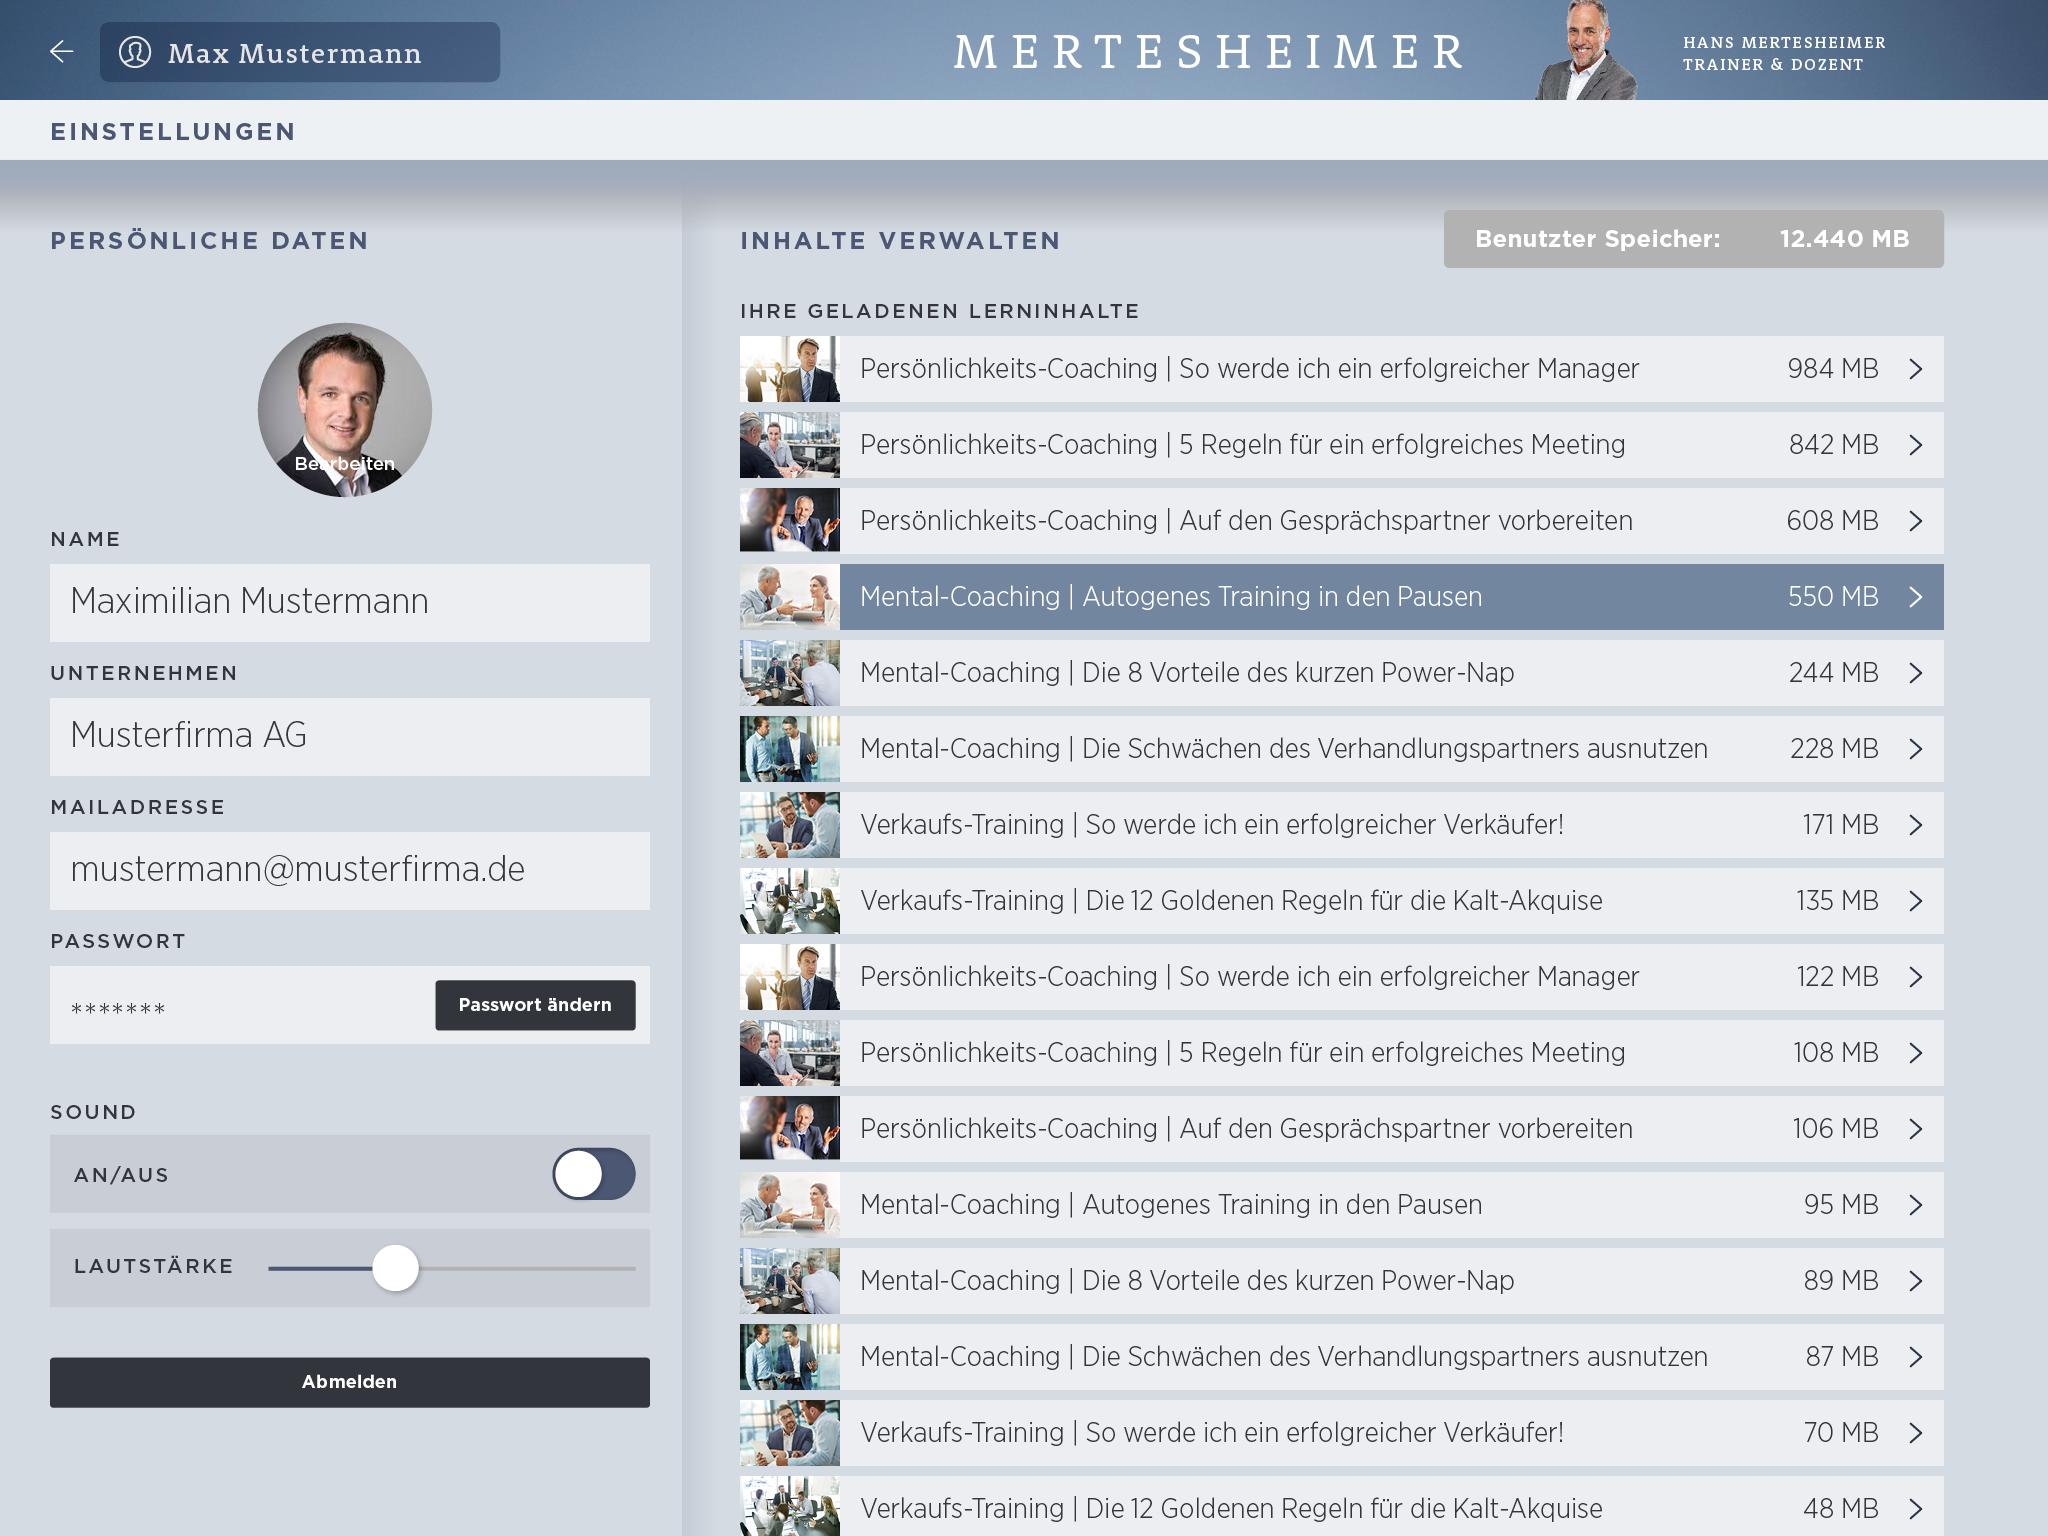 Max Mustermann
MERTESHEIMER
HANS MERTESHEIMER
TRAINER & DOZENT
EINSTELLUNGEN
PERSÖNLICHE DATEN
Bearbeiten
NAME
Maximilian Mustermann
UNTERNEHMEN
Musterfirma AG
MAILADRESSE
mustermann@musterfirma.de
PASSWORT
*******
Passwort ändern
SOUND
AN/AUS
LAUTSTÄRKE
Abmelden
INHALTE VERWALTEN
Benutzter Speicher: 12.440 MB
IHRE GELADENEN LERNINHALTE
Persönlichkeits-Coaching | So werde ich ein erfolgreicher Manager 984 MB
Persönlichkeits-Coaching | 5 Regeln für ein erfolgreiches Meeting 842 MB
Persönlichkeits-Coaching | Auf den Gesprächspartner vorbereiten 608 MB
Mental-Coaching | Autogenes Training in den Pausen 550 MB
Mental-Coaching | Die 8 Vorteile des kurzen Power-Nap 244 MB
Mental-Coaching | Die Schwächen des Verhandlungspartners ausnutzen 228 MB
Verkaufs-Training | So werde ich ein erfolgreicher Verkäufer! 171 MB
Verkaufs-Training | Die 12 Goldenen Regeln für die Kalt-Akquise 135 MB
Persönlichkeits-Coaching | So werde ich ein erfolgreicher Manager 122 MB
Persönlichkeits-Coaching | 5 Regeln für ein erfolgreiches Meeting 108 MB
Persönlichkeits-Coaching | Auf den Gesprächspartner vorbereiten 106 MB
Mental-Coaching | Autogenes Training in den Pausen 95 MB
Mental-Coaching | Die 8 Vorteile des kurzen Power-Nap 89 MB
Mental-Coaching | Die Schwächen des Verhandlungspartners ausnutzen 87 MB
Verkaufs-Training | So werde ich ein erfolgreicher Verkäufer! 70 MB
Verkaufs-Training | Die 12 Goldenen Regeln für die Kalt-Akquise 48 MB